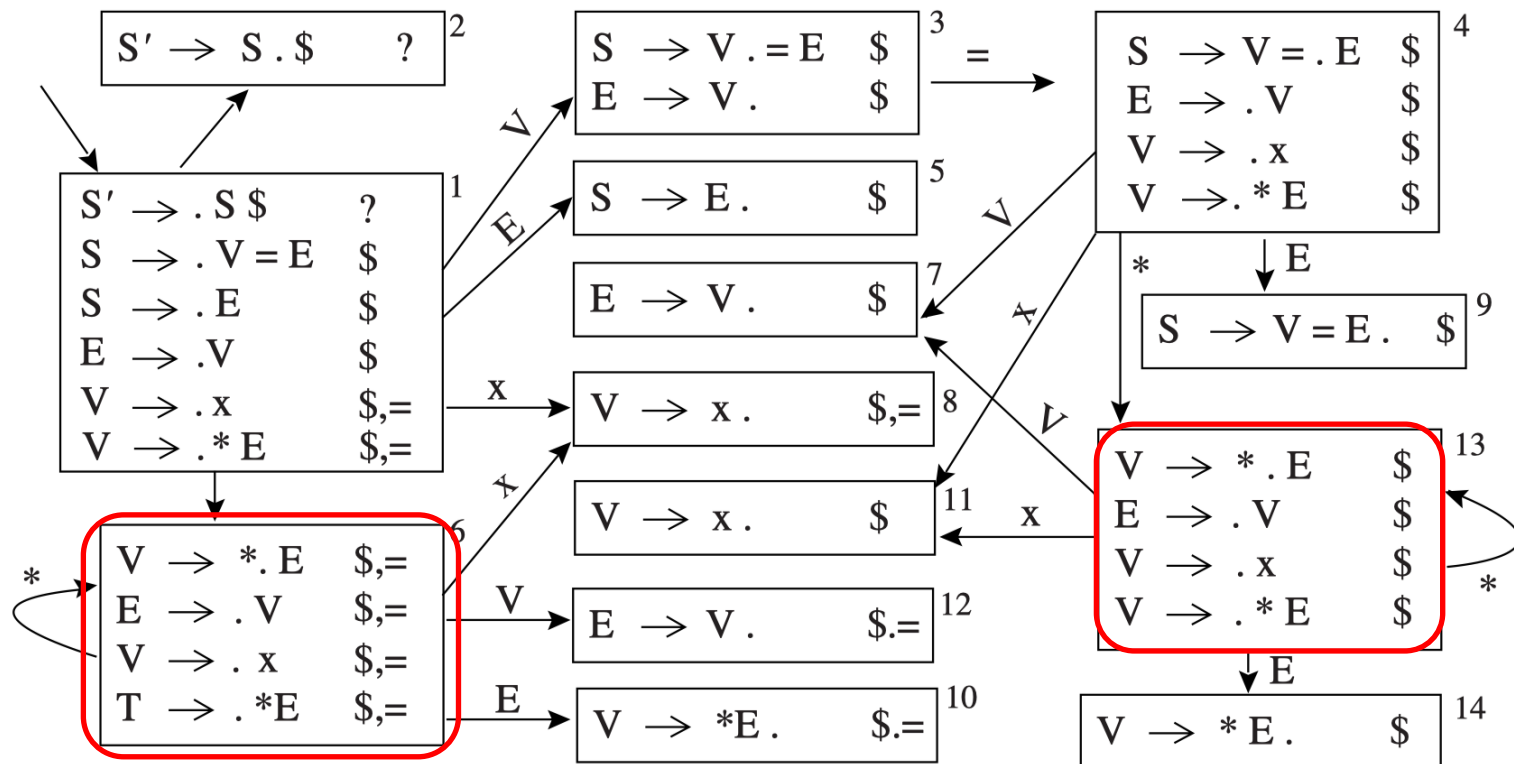 S′ → S . $ ?
2
S → V . = E $
E → V . $
3
=
S → V = . E $
E → . V $
V → . x $
V → . * E $
4
S′ → . S $ ?
S → . V = E $
S → . E $
E → .V $
V → . x $,=
V → . * E $,=
1
V
E
S → E . $
5
E → V . $
7
V
x
*
E
S → V = E . $
9
x
V → x . $,=
8
V
x
V → x . $
11
x
V → * . E $
E → . V $
V → . x $
V → . * E $
13
*
V → *. E $,=
E → . V $,=
V → . x $,=
T → . *E $,=
6
*
V
E → V . $.=
12
E
V → *E . $.=
10
E
V → * E . $
14